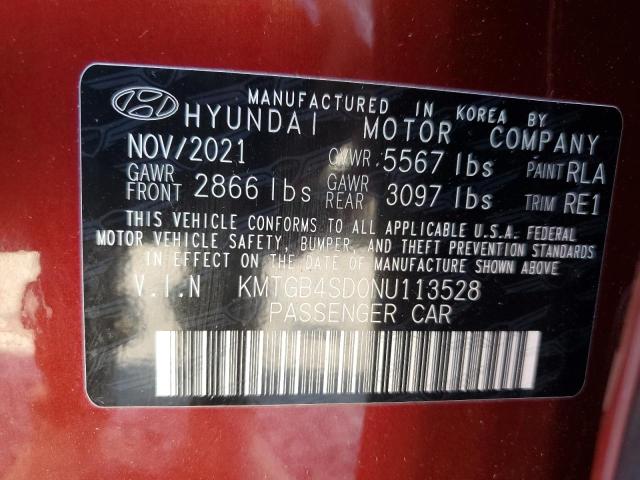 MANUFACTURED IN KOREA BY
HYUNDAI MOTOR COMPANY
NOV/2021 GVWR 5567 lbs PAINT RLA
GAWR FRONT 2866 lbs GAWR REAR 3097 lbs TRIM RE1
THIS VEHICLE CONFORMS TO ALL APPLICABLE U.S.A. FEDERAL
MOTOR VEHICLE SAFETY, BUMPER, AND THEFT PREVENTION STANDARDS
IN EFFECT ON THE DATE OF MANUFACTURE SHOWN ABOVE
V.I.N KMTGB4SD0NU113528
PASSENGER CAR